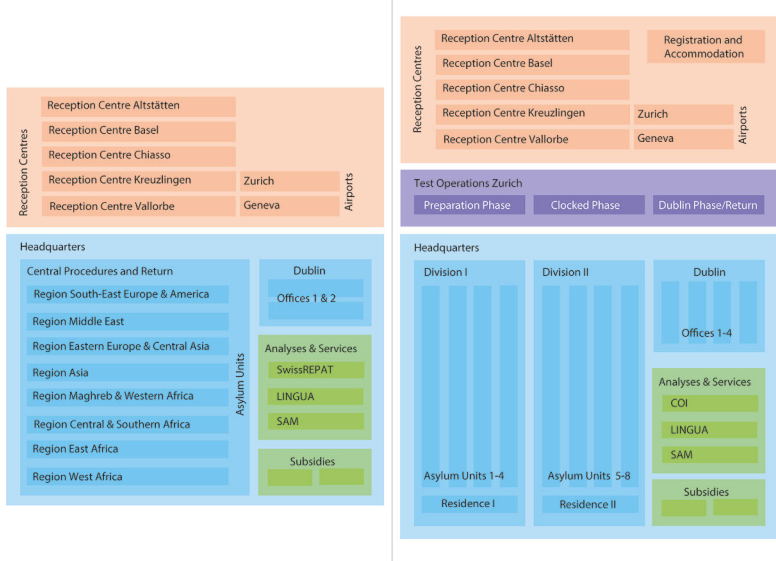 Reception Centres
Reception Centre Altstätten
Reception Centre Basel
Reception Centre Chiasso
Reception Centre Kreuzlingen
Zurich
Reception Centre Vallorbe
Geneva
Airports
Headquarters
Central Procedures and Return
Region South-East Europe & America
Region Middle East
Region Eastern Europe & Central Asia
Region Asia
Region Maghreb & Western Africa
Region Central & Southern Africa
Region East Africa
Region West Africa
Asylum Units
Dublin
Offices 1 & 2
Analyses & Services
SwissREPAT
LINGUA
SAM
Subsidies
Reception Centres
Reception Centre Altstätten
Reception Centre Basel
Reception Centre Chiasso
Reception Centre Kreuzlingen
Zurich
Reception Centre Vallorbe
Geneva
Airports
Registration and
Accommodation
Test Operations Zurich
Preparation Phase
Clocked Phase
Dublin Phase/Return
Headquarters
Division I
Asylum Units 1-4
Residence I
Division II
Asylum Units 5-8
Residence II
Dublin
Offices 1-4
Analyses & Services
COI
LINGUA
SAM
Subsidies